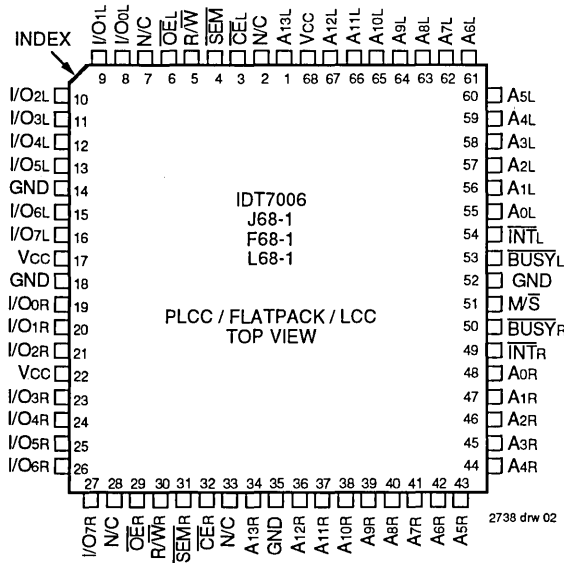 INDEX
I/O1L
I/O0L
N/C
OEL
R/W
SEM
CEL
N/C
A13L
VCC
A12L
A11L
A10L
A9L
A8L
A7L
A6L
9 8 7 6 5 4 3 2 1 68 67 66 65 64 63 62 61
I/O2L 10
I/O3L 11
I/O4L 12
I/O5L 13
GND 14
I/O6L 15
I/O7L 16
VCC 17
GND 18
I/O0R 19
I/O1R 20
I/O2R 21
VCC 22
I/O3R 23
I/O4R 24
I/O5R 25
I/O6R 26
IDT7006
J68-1
F68-1
L68-1
PLCC / FLATPACK / LCC
TOP VIEW
60 A5L
59 A4L
58 A3L
57 A2L
56 A1L
55 A0L
54 INTL
53 BUSYL
52 GND
51 M/S
50 BUSYR
49 INTR
48 A0R
47 A1R
46 A2R
45 A3R
44 A4R
27 28 29 30 31 32 33 34 35 36 37 38 39 40 41 42 43
I/O7R
N/C
OER
R/WR
SEMR
CER
N/C
A13R
GND
A12R
A11R
A10R
A9R
A8R
A7R
A6R
A5R
2738 drw 02